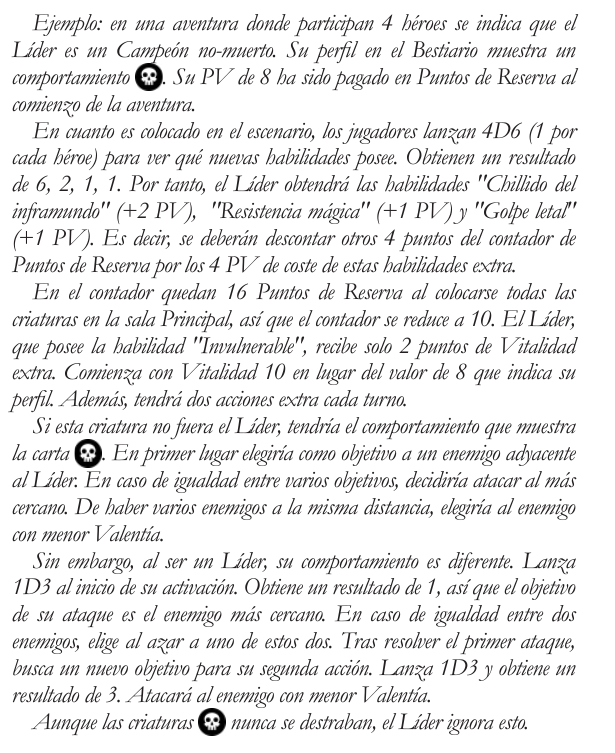 Ejemplo: en una aventura donde participan 4 héroes se indica que el
Líder es un Campeón no-muerto. Su perfil en el Bestiario muestra un
comportamiento . Su PV de 8 ha sido pagado en Puntos de Reserva al
comienzo de la aventura.
En cuanto es colocado en el escenario, los jugadores lanzan 4D6 (1 por
cada héroe) para ver qué nuevas habilidades posee. Obtienen un resultado
de 6, 2, 1, 1. Por tanto, el Líder obtendrá las habilidades "Chillido del
inframundo" (+2 PV), "Resistencia mágica" (+1 PV) y "Golpe letal"
(+1 PV). Es decir, se deberán descontar otros 4 puntos del contador de
Puntos de Reserva por los 4 PV de coste de estas habilidades extra.
En el contador quedan 16 Puntos de Reserva al colocarse todas las
criaturas en la sala Principal, así que el contador se reduce a 10. El Líder,
que posee la habilidad "Invulnerable", recibe solo 2 puntos de Vitalidad
extra. Comienza con Vitalidad 10 en lugar del valor de 8 que indica su
perfil. Además, tendrá dos acciones extra cada turno.
Si esta criatura no fuera el Líder, tendría el comportamiento que muestra
la carta . En primer lugar elegiría como objetivo a un enemigo adyacente
al Líder. En caso de igualdad entre varios objetivos, decidiría atacar al más
cercano. De haber varios enemigos a la misma distancia, elegiría al enemigo
con menor Valentía.
Sin embargo, al ser un Líder, su comportamiento es diferente. Lanza
1D3 al inicio de su activación. Obtiene un resultado de 1, así que el objetivo
de su ataque es el enemigo más cercano. En caso de igualdad entre dos
enemigos, elige al azar a uno de estos dos. Tras resolver el primer ataque,
busca un nuevo objetivo para su segunda acción. Lanza 1D3 y obtiene un
resultado de 3. Atacará al enemigo con menor Valentía.
Aunque las criaturas nunca se destraban, el Líder ignora esto.